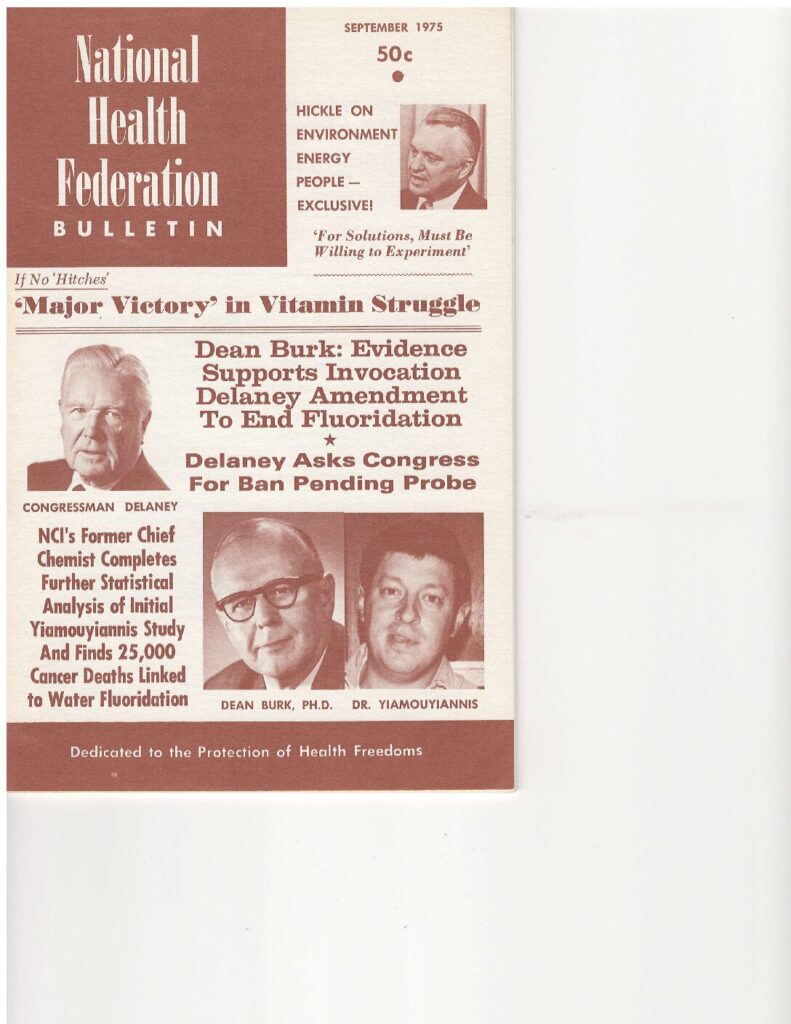 National
Health
Federation
BULLETIN
SEPTEMBER 1975
50c
HICKLE ON
ENVIRONMENT
ENERGY
PEOPLE —
EXCLUSIVE!
'For Solutions, Must Be
Willing to Experiment'
If No 'Hitches'
'Major Victory' in Vitamin Struggle
Dean Burk: Evidence
Supports Invocation
Delaney Amendment
To End Fluoridation
★
Delaney Asks Congress
For Ban Pending Probe
CONGRESSMAN DELANEY
NCI's Former Chief
Chemist Completes
Further Statistical
Analysis of Initial
Yiamouyiannis Study
And Finds 25,000
Cancer Deaths Linked
to Water Fluoridation
DEAN BURK, PH.D.
DR. YIAMOUYIANNIS
Dedicated to the Protection of Health Freedoms